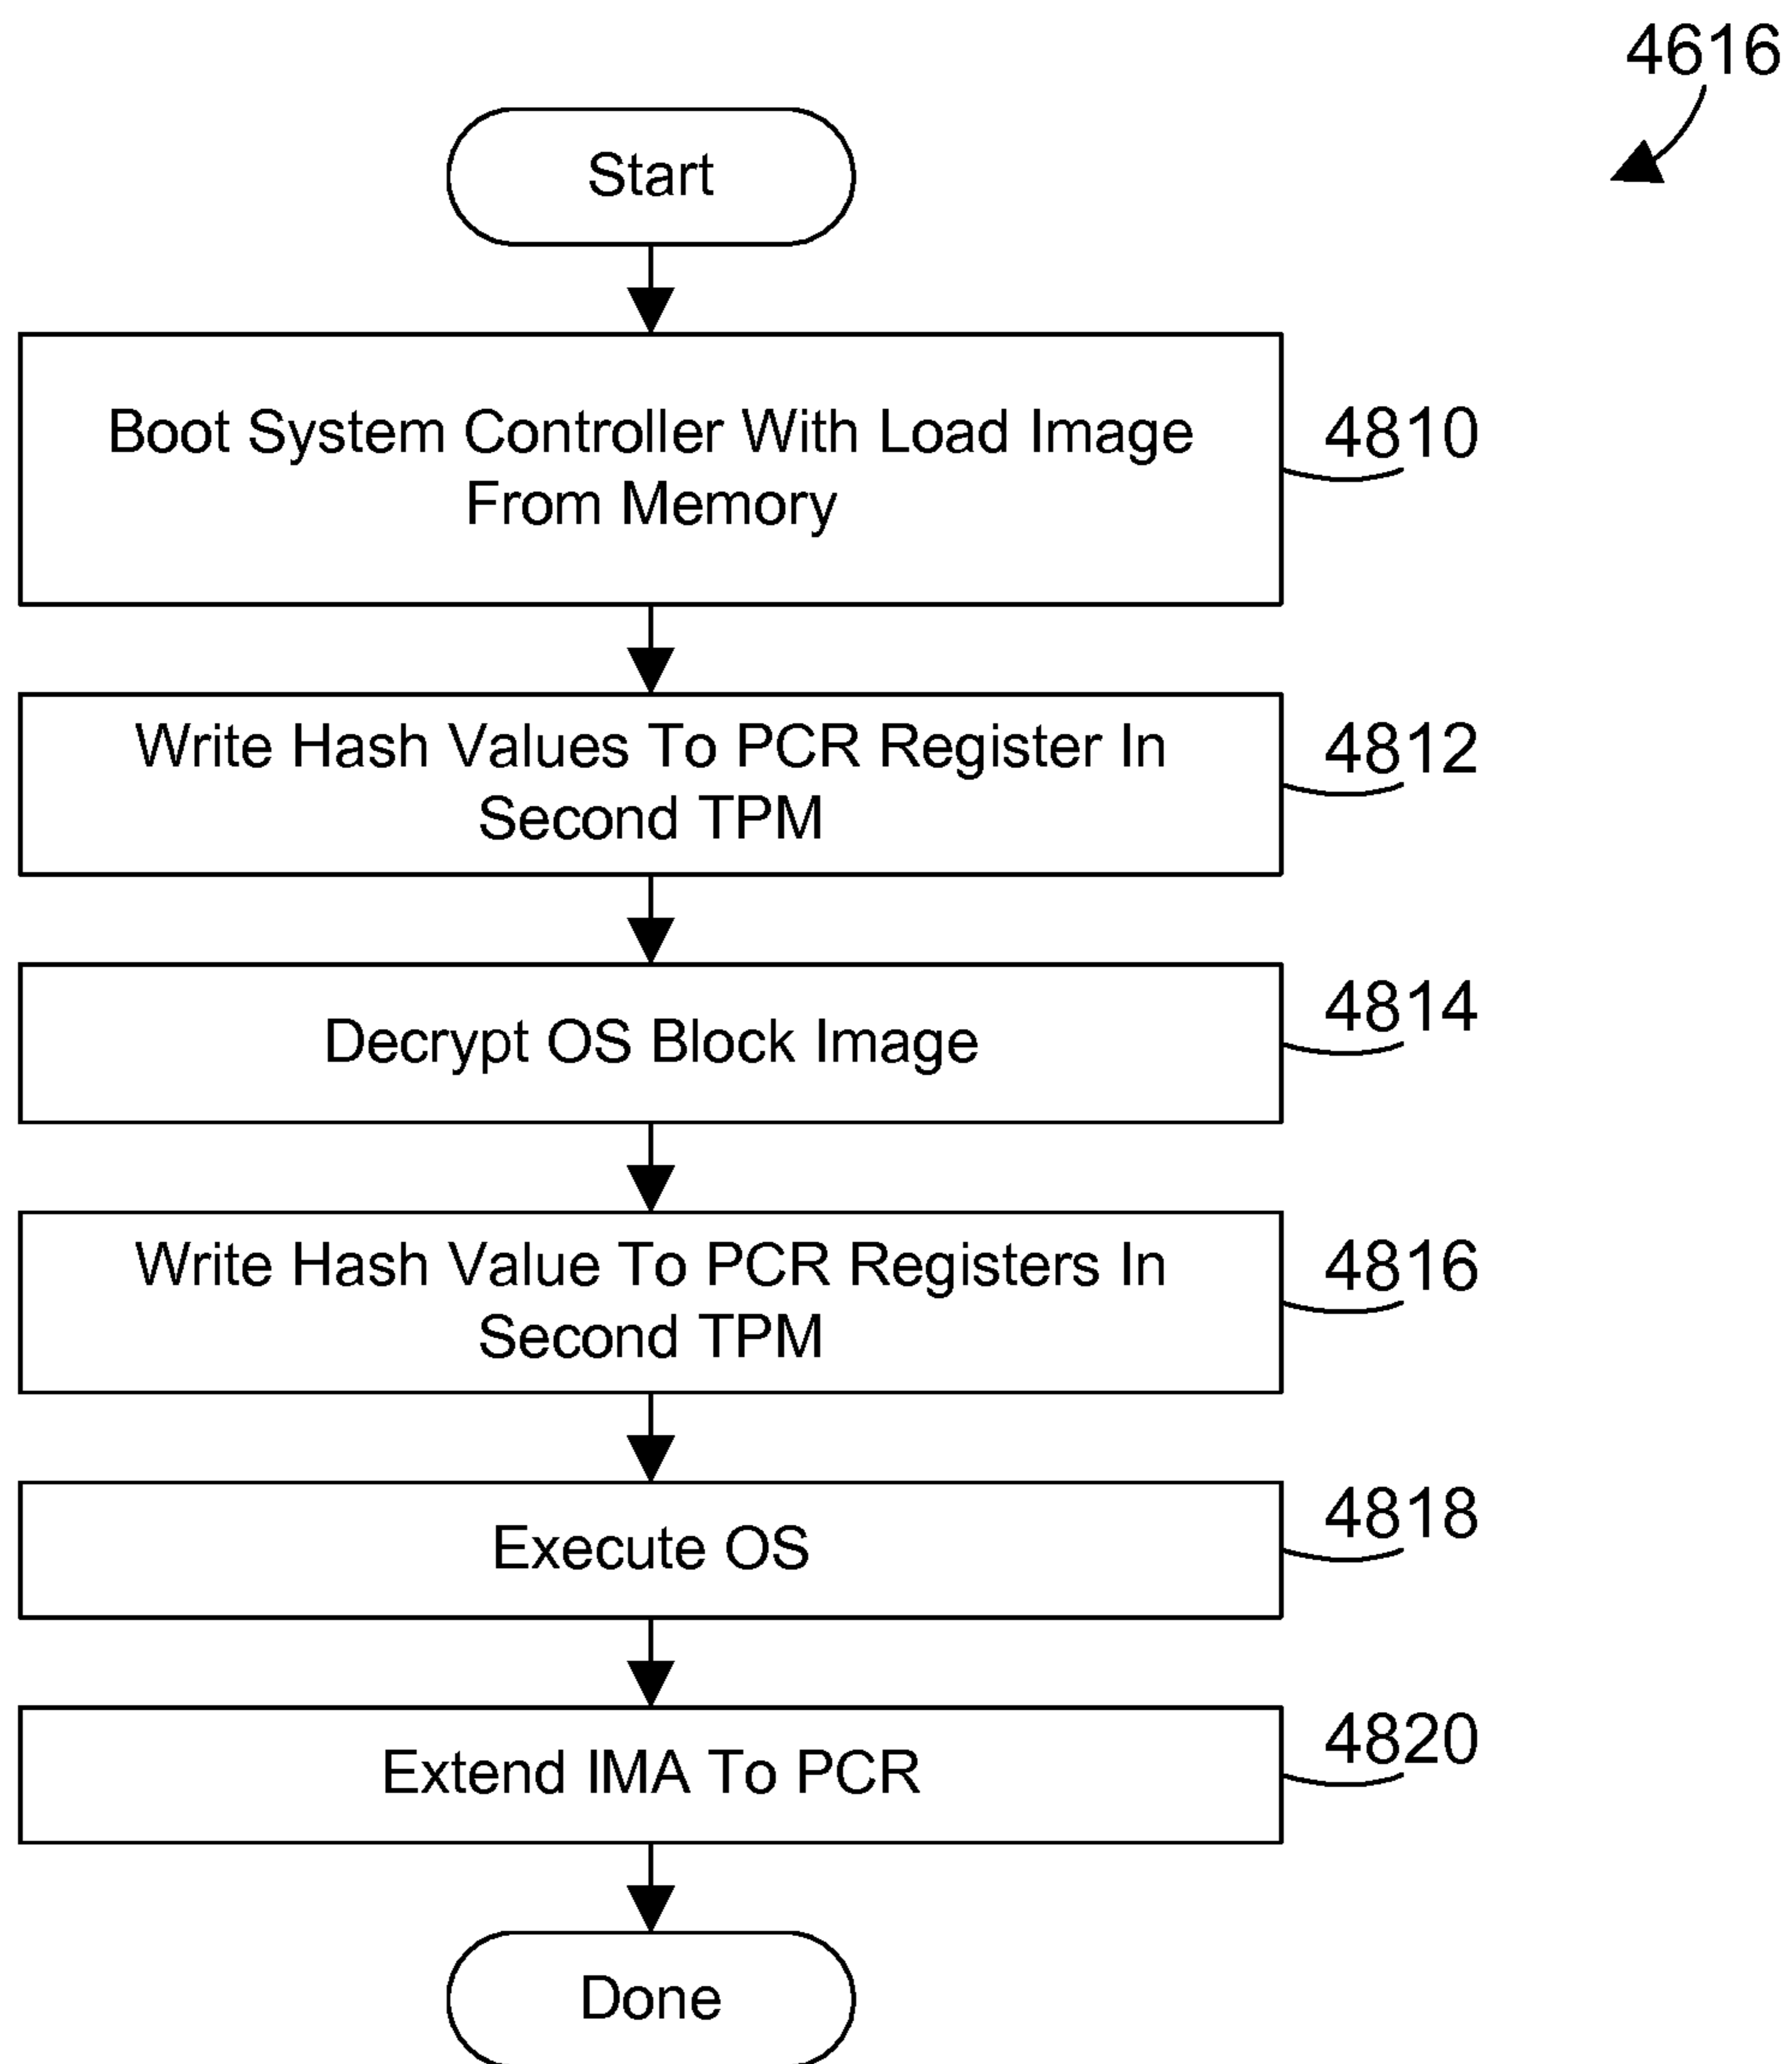 4616
Start
Boot System Controller With Load Image
From Memory
4810
Write Hash Values To PCR Register In
Second TPM
4812
Decrypt OS Block Image
4814
Write Hash Value To PCR Registers In
Second TPM
4816
Execute OS
4818
Extend IMA To PCR
4820
Done